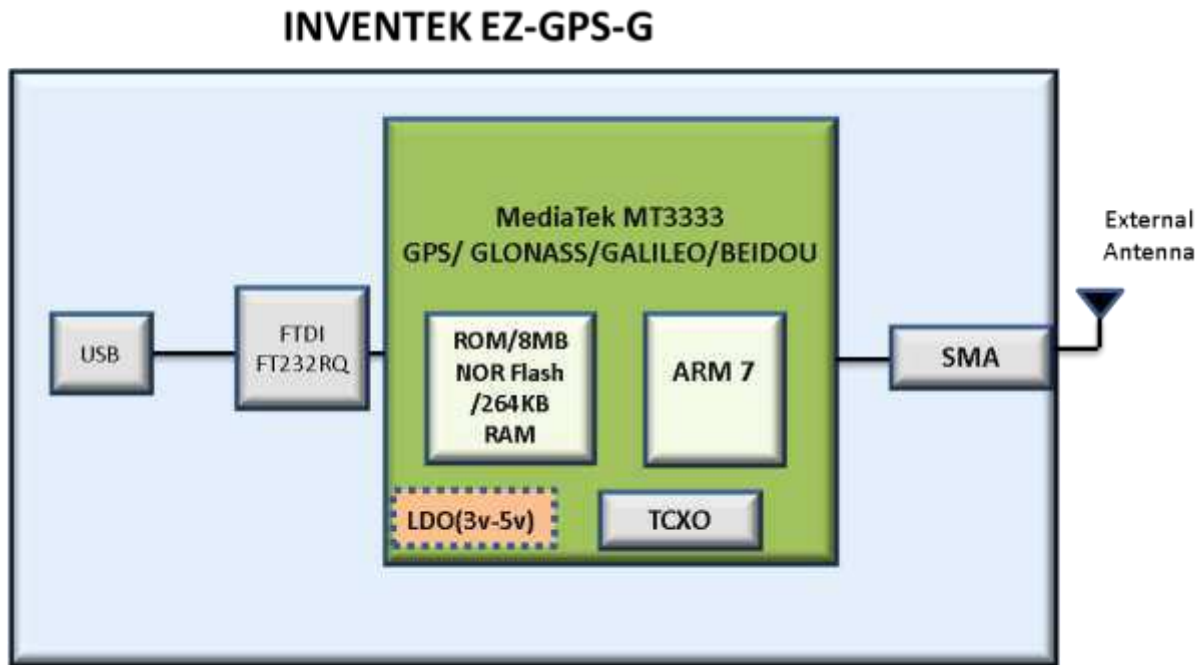 INVENTEK EZ-GPS-G
MediaTek MT3333
GPS/ GLONASS/GALILEO/BEIDOU
External
Antenna
USB
FTDI
FT232RQ
ROM/8MB
NOR Flash
/264KB
RAM
ARM 7
SMA
LDO(3v-5v)
TCXO